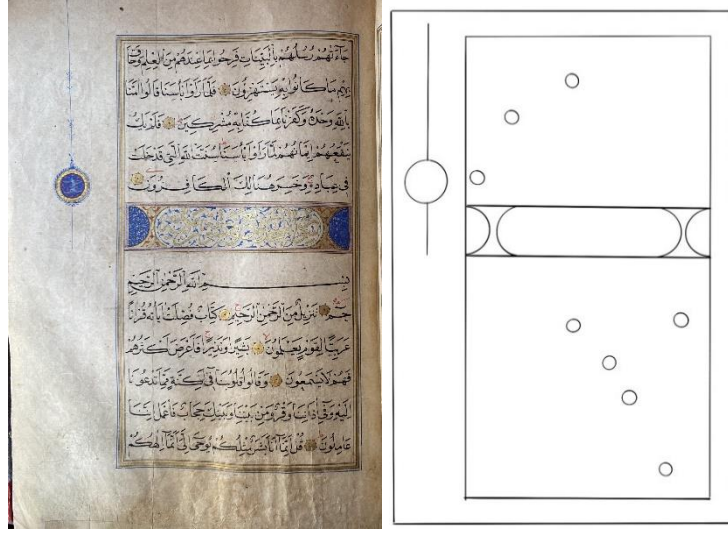 جاءتهم رسلهم بالبينات فرحوا بما عندهم من العلم وحاق
بهم ما كانوا به يستهزؤن فلما رأوا بأسنا قالوا آمنا
بالله وحده وكفرنا بما كنا به مشركين فلم يك
ينفعهم إيمانهم لما رأوا بأسنا سنت الله التي قد خلت
في عباده وخسر هنالك الكافرون
بسم الله الرحمن الرحيم
حم تنزيل من الرحمن الرحيم كتاب فصلت آياته قرآنا
عربيا لقوم يعلمون بشيرا ونذيرا فأعرض أكثرهم
فهم لا يسمعون وقالوا قلوبنا في أكنة مما تدعونا
إليه وفي آذاننا وقر ومن بيننا وبينك حجاب فاعمل إننا
عاملون قل إنما أنا بشر مثلكم يوحى إلي أنما إلهكم